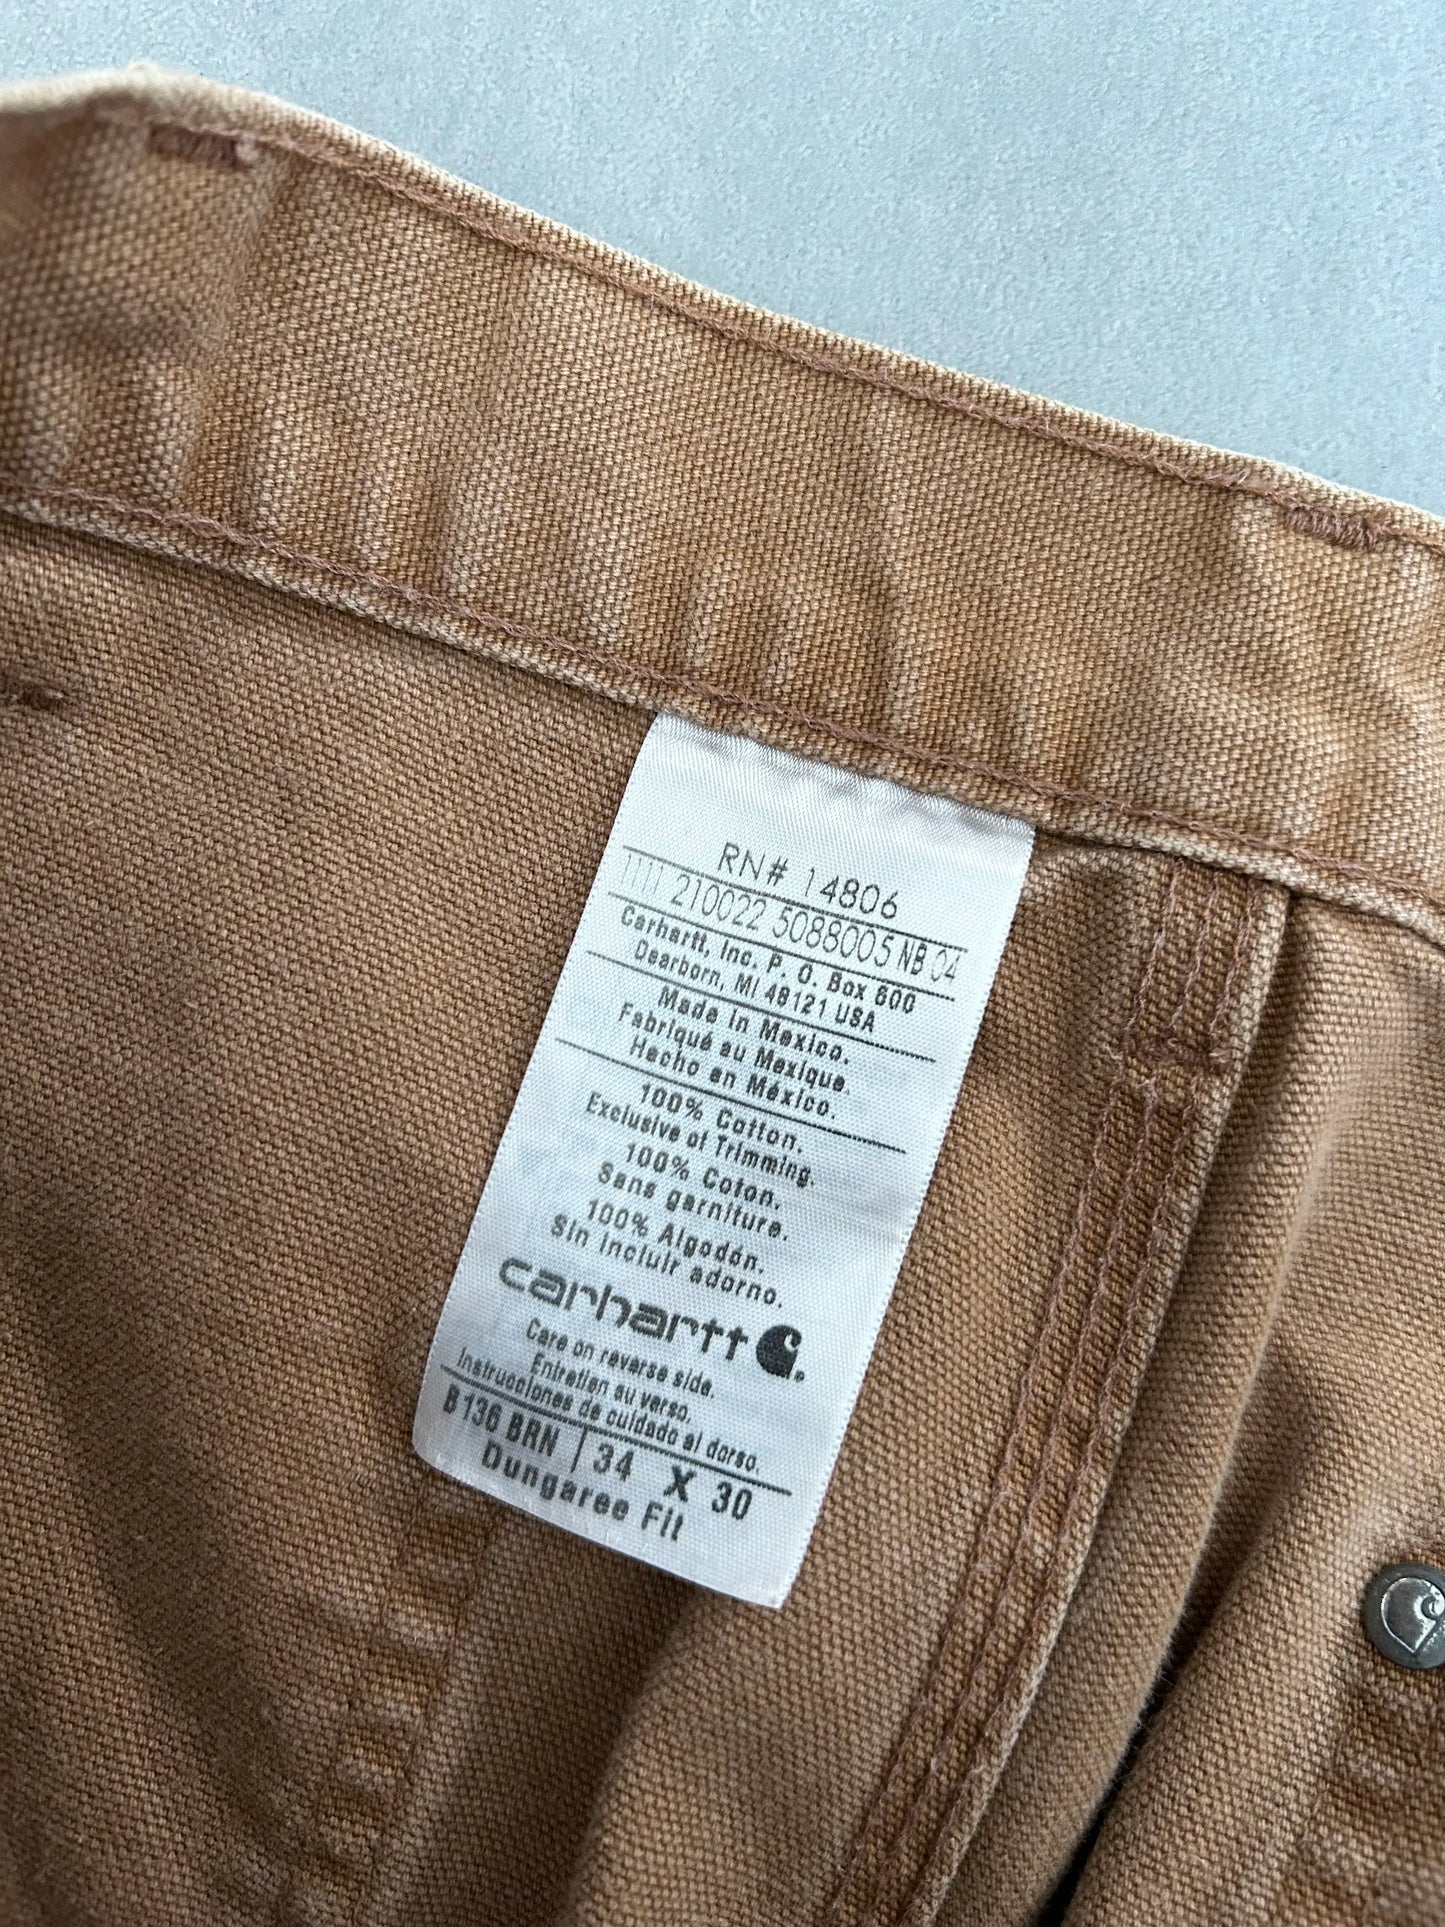 RN# 14806
1111 210022 5088005 NB 04
Carhartt, Inc. P. O. Box 600
Dearborn, MI 48121 USA
Made in Mexico.
Fabriqué au Mexique.
Hecho en México.
100% Cotton.
Exclusive of Trimming.
100% Coton.
Sans garniture.
100% Algodón.
Sin incluir adorno.
carhartt
Care on reverse side.
Entretien au verso.
Instrucciones de cuidado al dorso.
B 136 BRN | 34 X 30
Dungaree Fit